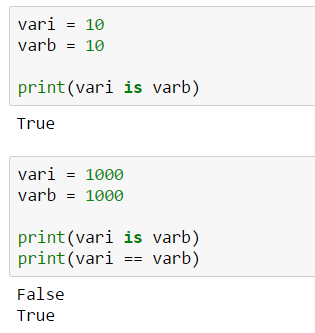 vari = 10
varb = 10
print(vari is varb)
True
vari = 1000
varb = 1000
print(vari is varb)
print(vari == varb)
False
True